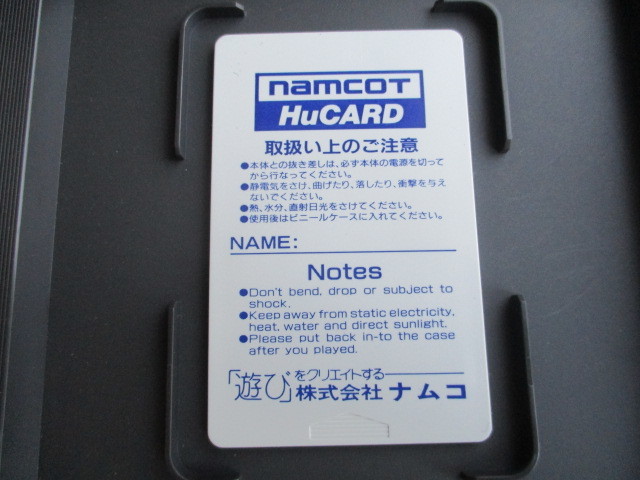 namcoT
HuCARD
取扱い上のご注意
●本体との抜き差しは、必ず本体の電源を切って
から行なってください。
●静電気をさけ、曲げたり、落したり、衝撃を与え
ないでください。
●熱、水分、直射日光をさけてください。
●使用後はビニールケースに入れてください。
NAME:
Notes
●Don't bend, drop or subject to
shock.
●Keep away from static electricity,
heat, water and direct sunlight.
●Please put back in-to the case
after you played.
「遊び」をクリエイトする
株式会社 ナムコ